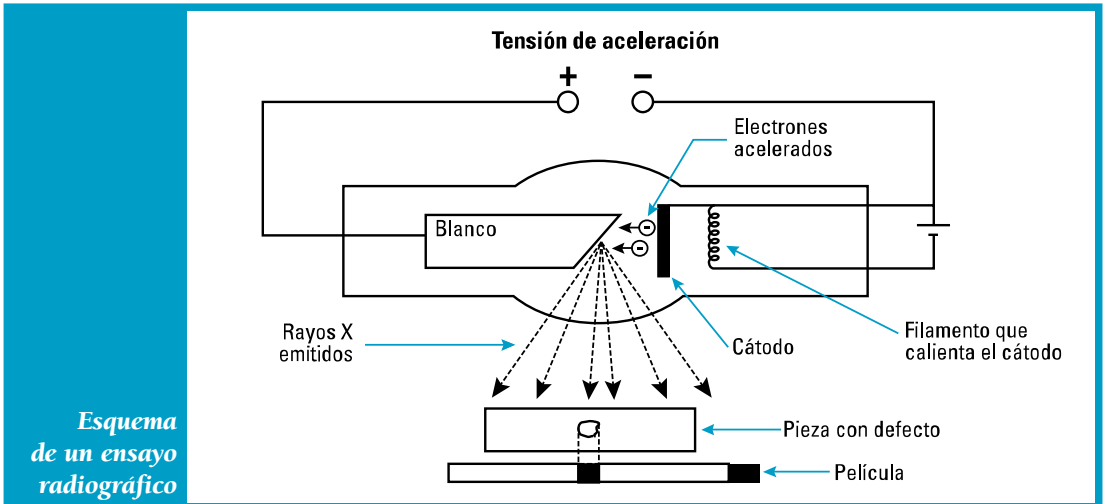 Tensión de aceleración
+ −
Electrones
acelerados
Blanco
- 
-
Rayos X
emitidos
Cátodo
Filamento que
calienta el cátodo
Pieza con defecto
Película
Esquema
de un ensayo
radiográfico